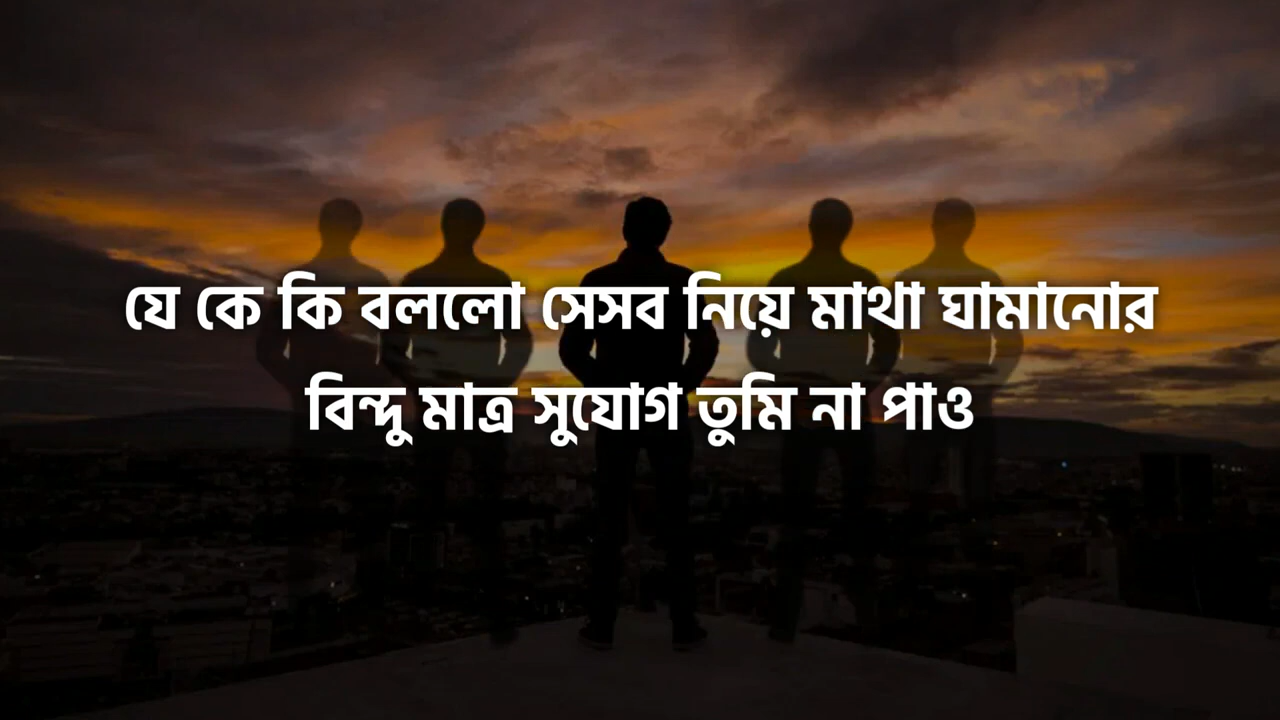 যে কে কি বললো সেসব নিয়ে মাথা ঘামানোর
বিন্দু মাত্র সুযোগ তুমি না পাও